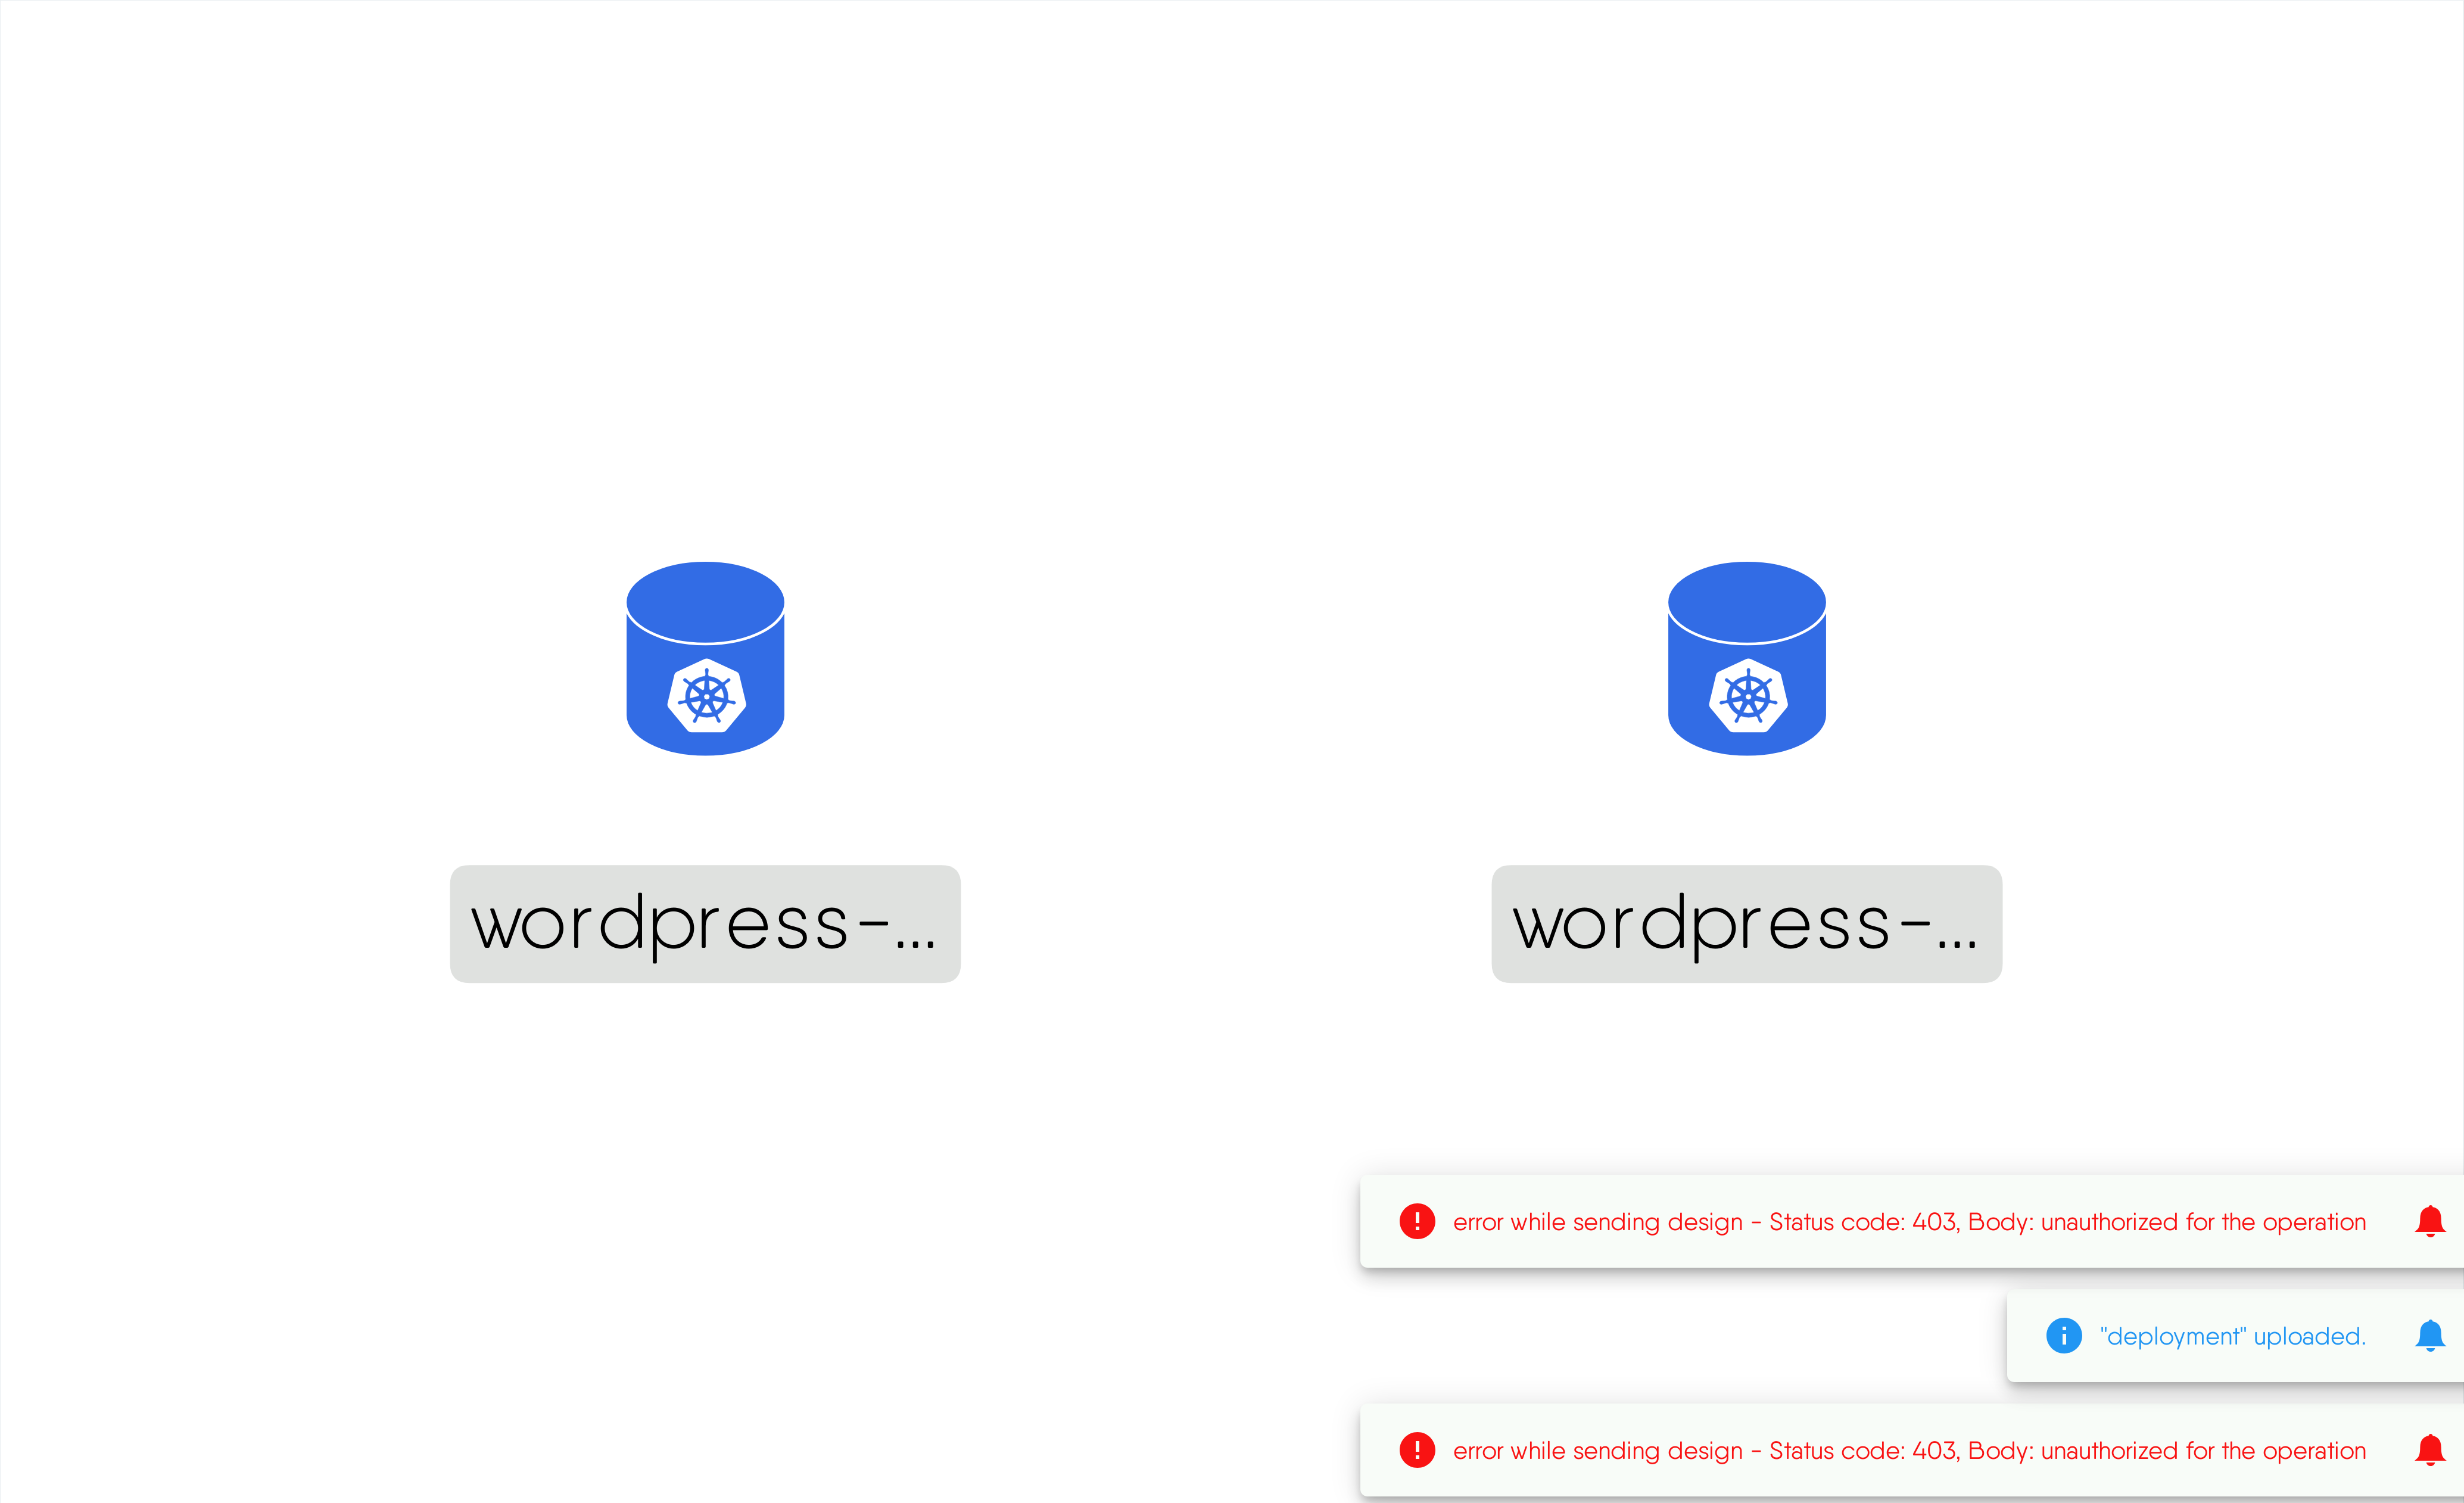 wordpress-...
wordpress-...
error while sending design - Status code: 403, Body: unauthorized for the operation
"deployment" uploaded.
error while sending design - Status code: 403, Body: unauthorized for the operation